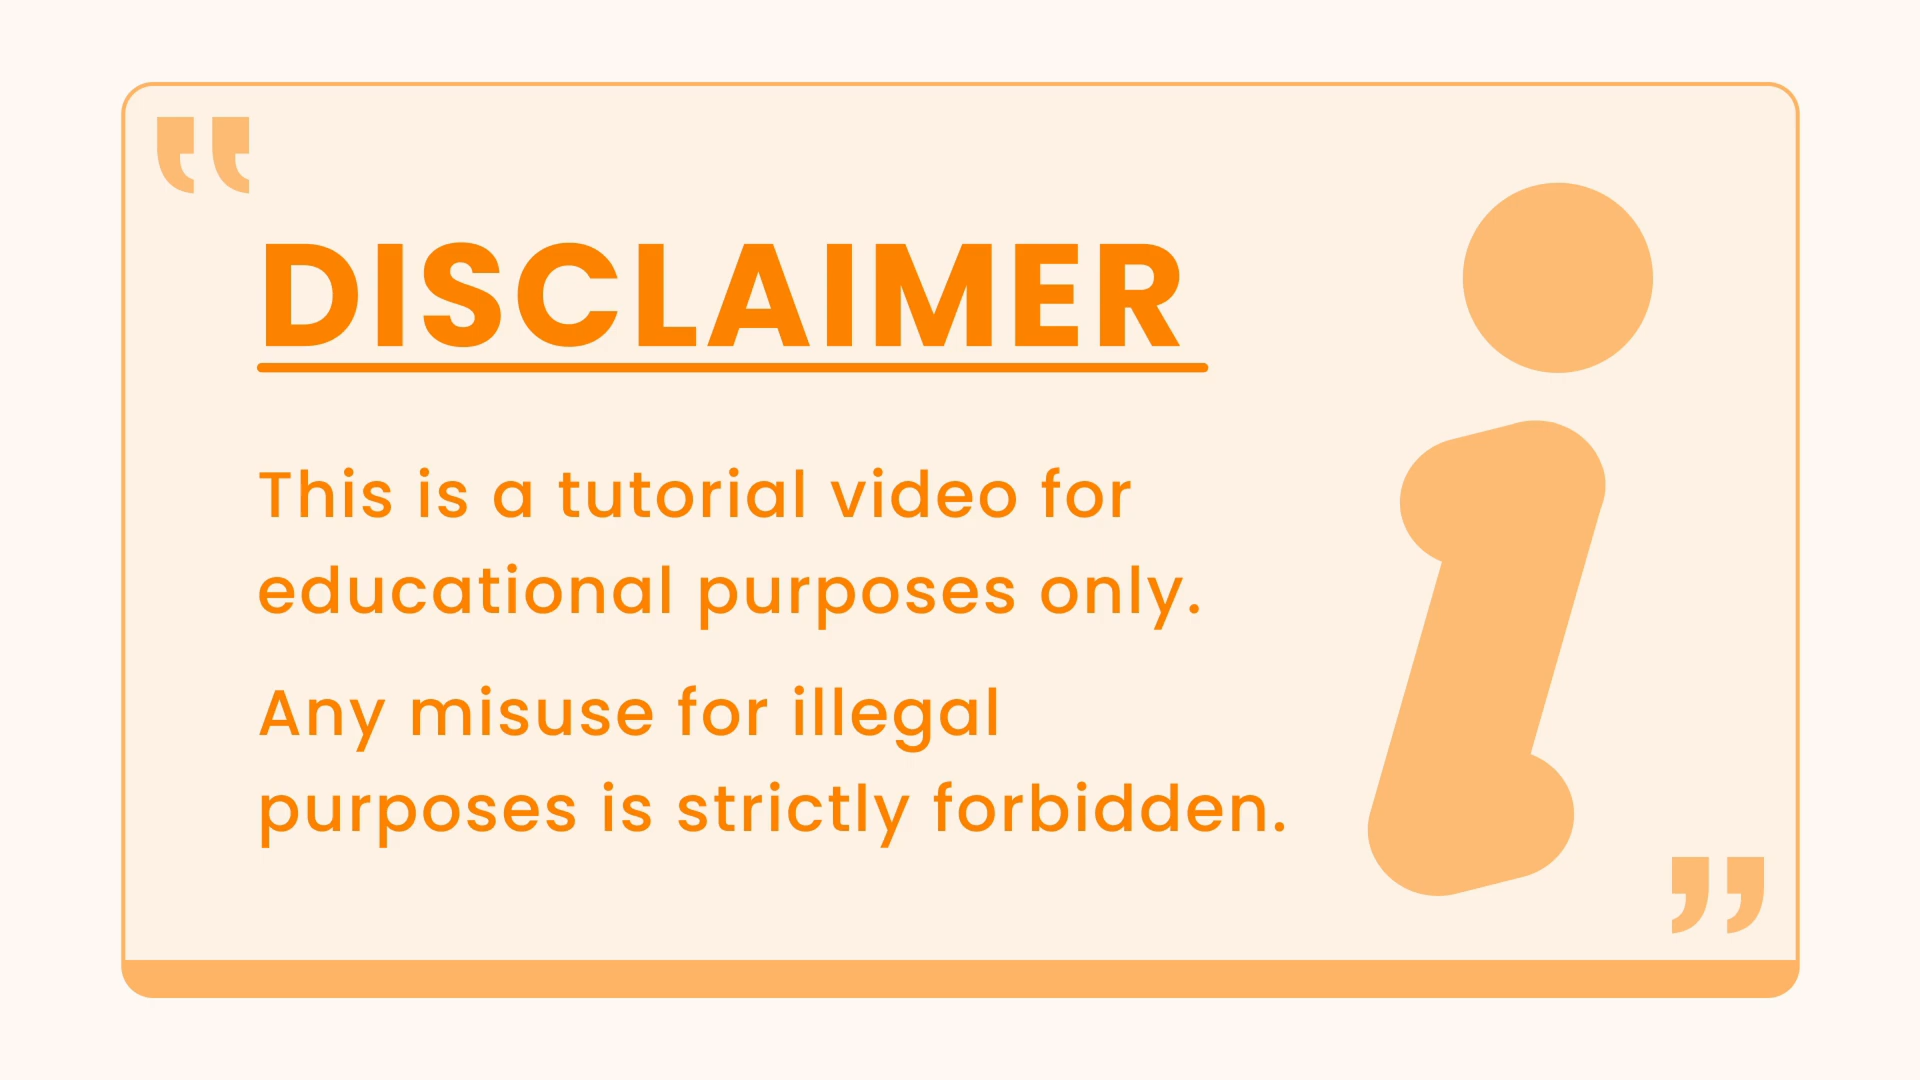 DISCLAIMER
This is a tutorial video for
educational purposes only.
Any misuse for illegal
purposes is strictly forbidden.